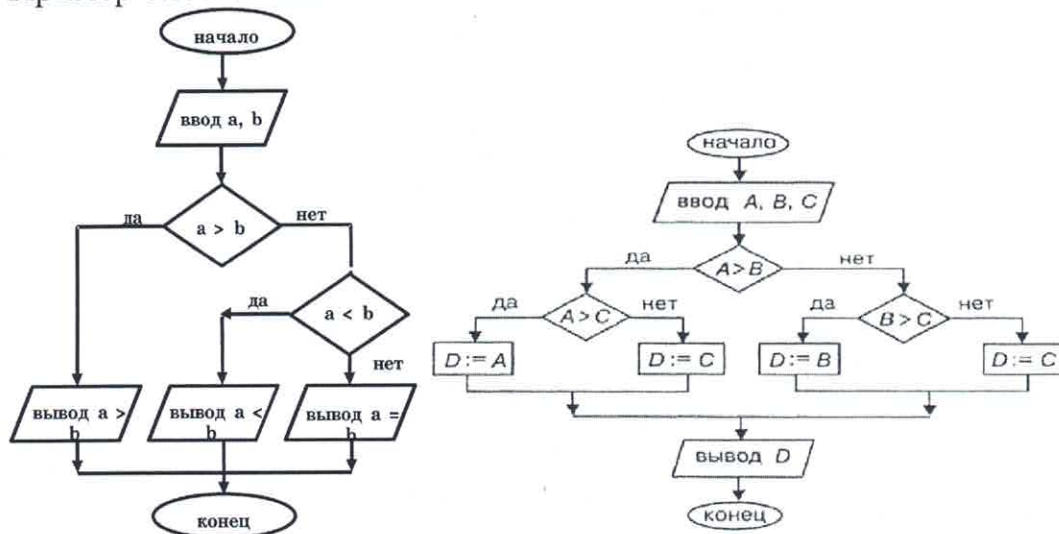 начало
ввод a, b
да
a > b
нет
да
a < b
нет
вывод a >
b
вывод a <
b
вывод a =
b
конец
начало
ввод A, B, C
да
A>B
нет
да
A>C
нет
да
B>C
нет
D:= A
D:= C
D:= B
D:= C
вывод D
конец